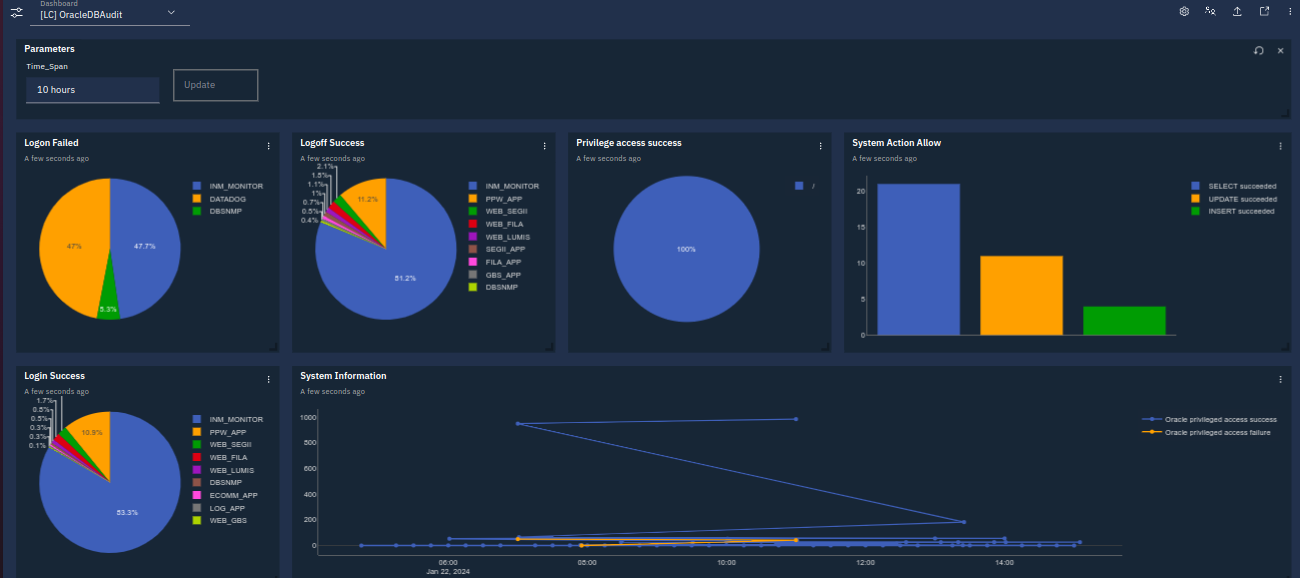 Dashboard
[LC] OracleDBAudit
Parameters
Time_Span
10 hours
Update
Logon Failed
A few seconds ago
47%
47.7%
5.3%
INM_MONITOR
DATADOG
DBSNMP
Logoff Success
A few seconds ago
2.1%
1.8%
1.1%
1%
0.7%
0.5%
0.4%
11.2%
81.2%
INM_MONITOR
PPW_APP
WEB_SEGII
WEB_FILA
WEB_LUMIS
SEGII_APP
FILA_APP
GBS_APP
DBSNMP
Privilege access success
A few seconds ago
100%
/
System Action Allow
A few seconds ago
20
15
10
5
0
SELECT succeeded
UPDATE succeeded
INSERT succeeded
Login Success
A few seconds ago
1.7%
0.8%
0.5%
0.3%
0.3%
0.1%
10.9%
83.3%
INM_MONITOR
PPW_APP
WEB_SEGII
WEB_FILA
WEB_LUMIS
DBSNMP
ECOMM_APP
LOG_APP
WEB_GBS
System Information
A few seconds ago
1000
800
600
400
200
0
06:00
08:00
10:00
12:00
14:00
Jan 22, 2024
Oracle privileged access success
Oracle privileged access failure